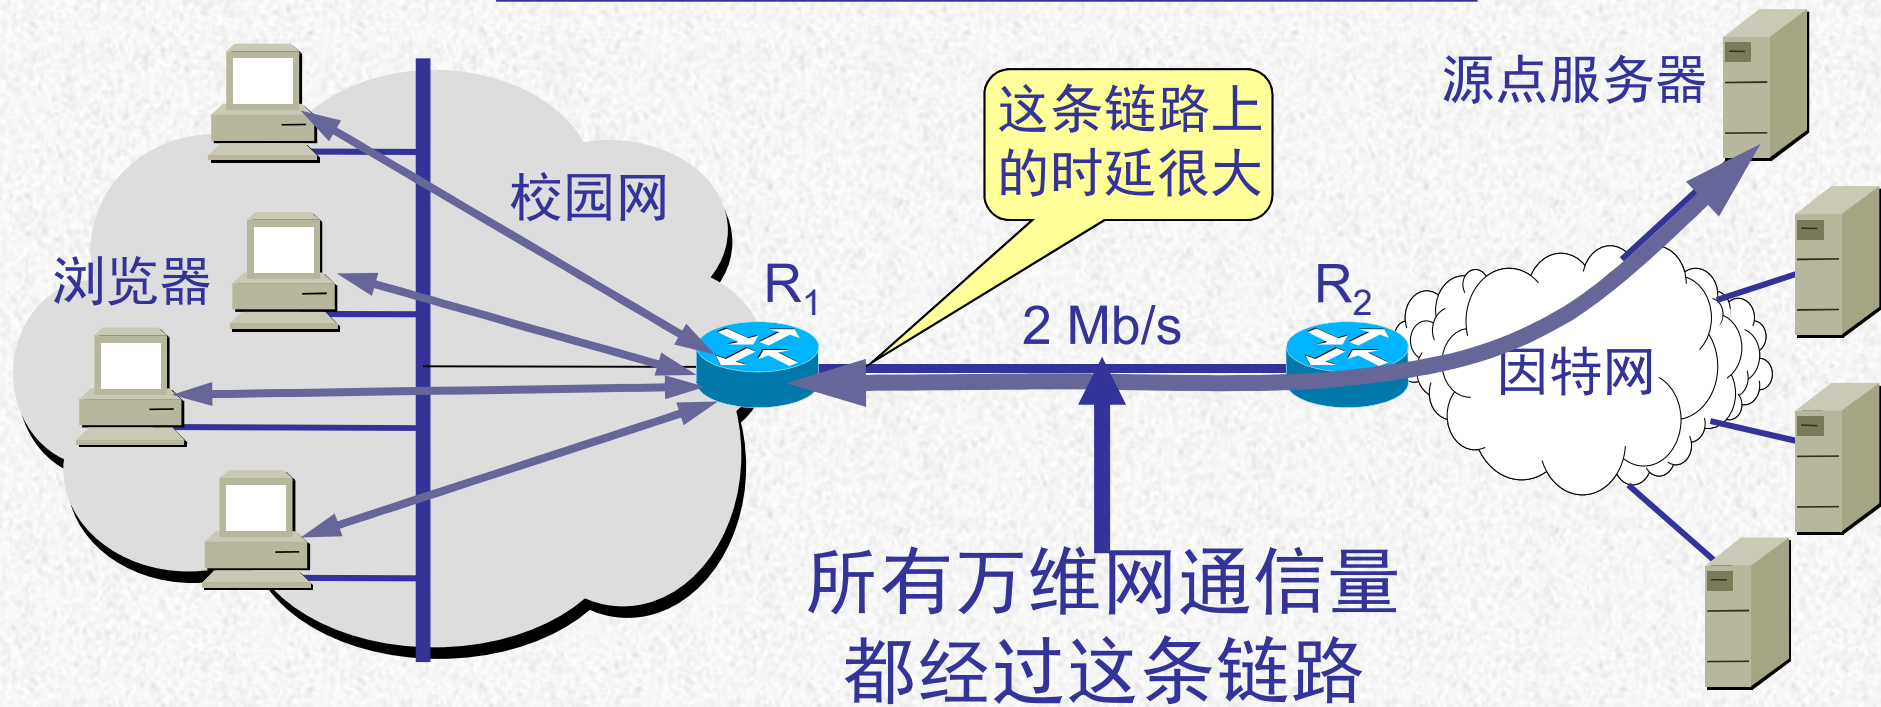 源点服务器
这条链路上
的时延很大
校园网
浏览器
R1
R2
2 Mb/s
因特网
所有万维网通信量
都经过这条链路